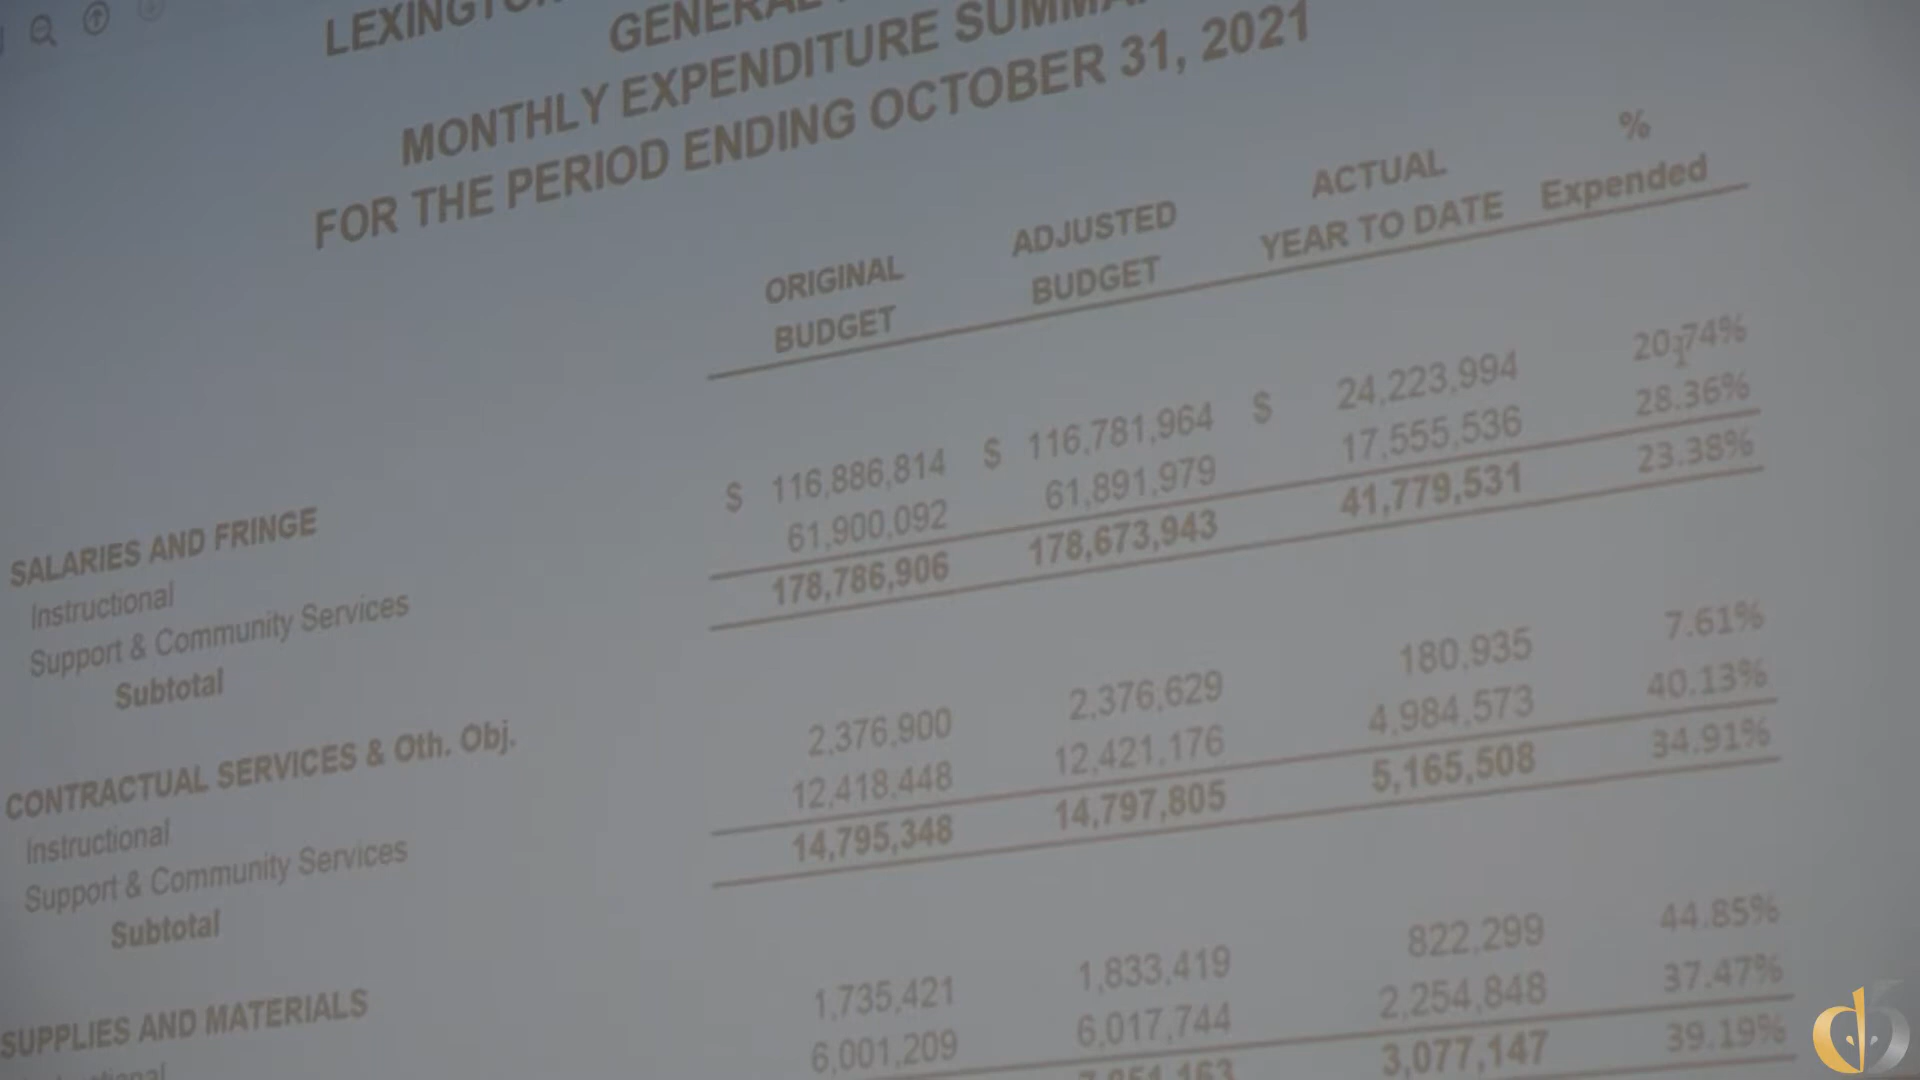 LEXINGTO
GENERAL
MONTHLY EXPENDITURE SUMMA
FOR THE PERIOD ENDING OCTOBER 31, 2021
ORIGINAL BUDGET ADJUSTED BUDGET ACTUAL YEAR TO DATE % Expended
SALARIES AND FRINGE
Instructional $ 116,886,814 $ 116,781,964 $ 24,223,994 20.74%
Support & Community Services 61,900,092 61,891,979 17,555,536 28.36%
Subtotal 178,786,906 178,673,943 41,779,531 23.38%
CONTRACTUAL SERVICES & Oth. Obj.
Instructional 2,376,900 2,376,629 180,935 7.61%
Support & Community Services 12,418,448 12,421,176 4,984,573 40.13%
Subtotal 14,795,348 14,797,805 5,165,508 34.91%
SUPPLIES AND MATERIALS
1,735,421 1,833,419 822,299 44.85%
6,001,209 6,017,744 2,254,848 37.47%
3,077,147 39.19%